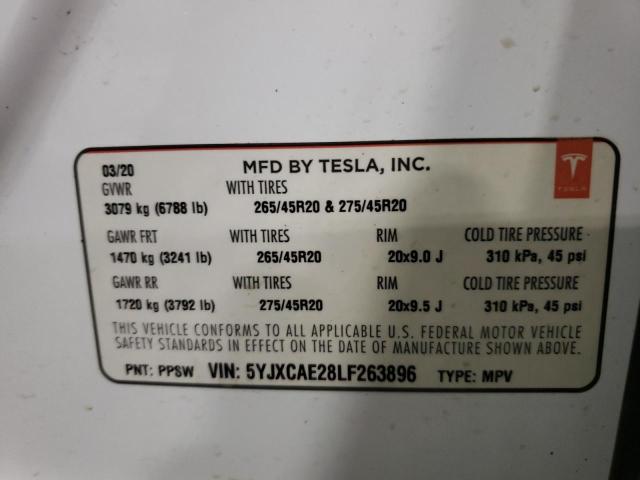 03/20 MFD BY TESLA, INC.
TESLA
GVWR WITH TIRES
3079 kg (6788 lb) 265/45R20 & 275/45R20
GAWR FRT WITH TIRES RIM COLD TIRE PRESSURE
1470 kg (3241 lb) 265/45R20 20x9.0 J 310 kPa, 45 psi
GAWR RR WITH TIRES RIM COLD TIRE PRESSURE
1720 kg (3792 lb) 275/45R20 20x9.5 J 310 kPa, 45 psi
THIS VEHICLE CONFORMS TO ALL APPLICABLE U.S. FEDERAL MOTOR VEHICLE
SAFETY STANDARDS IN EFFECT ON THE DATE OF MANUFACTURE SHOWN ABOVE.
PNT: PPSW VIN: 5YJXCAE28LF263896 TYPE: MPV